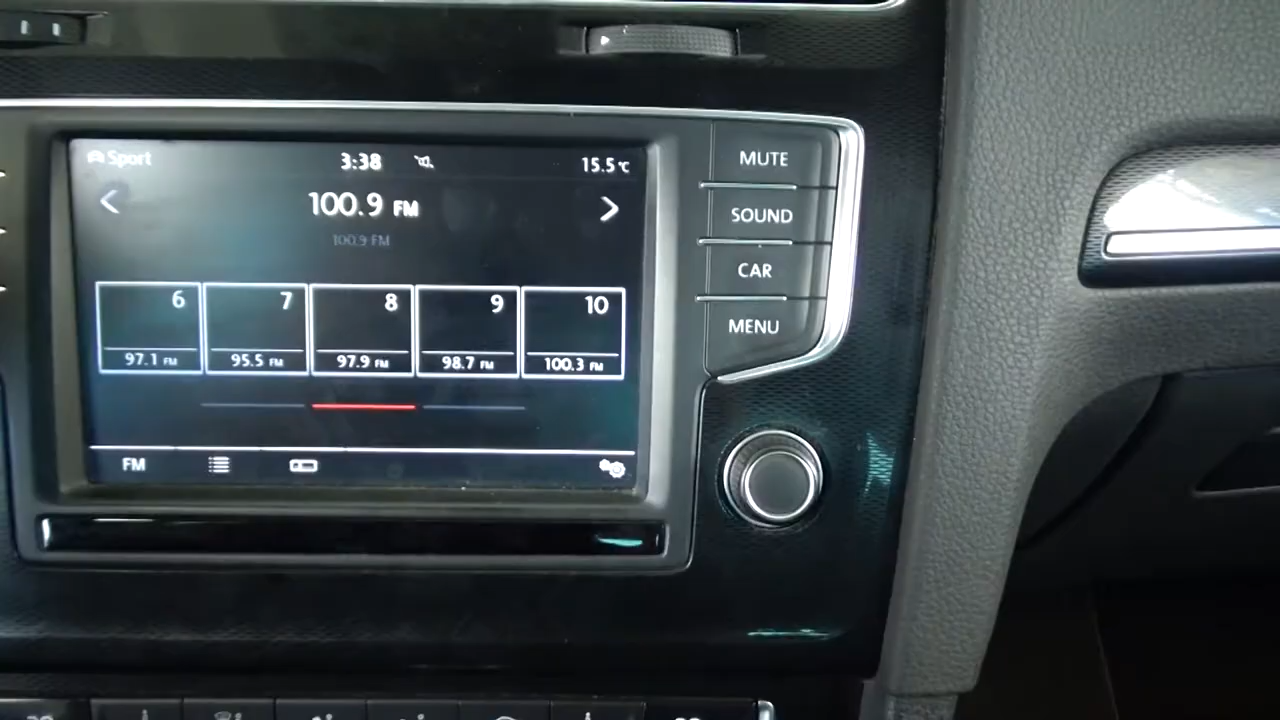 Sport 3:38 15.5°C
100.9 FM
100.9 FM
6 7 8 9 10
97.1 FM 95.5 FM 97.9 FM 98.7 FM 100.3 FM
FM
MUTE
SOUND
CAR
MENU